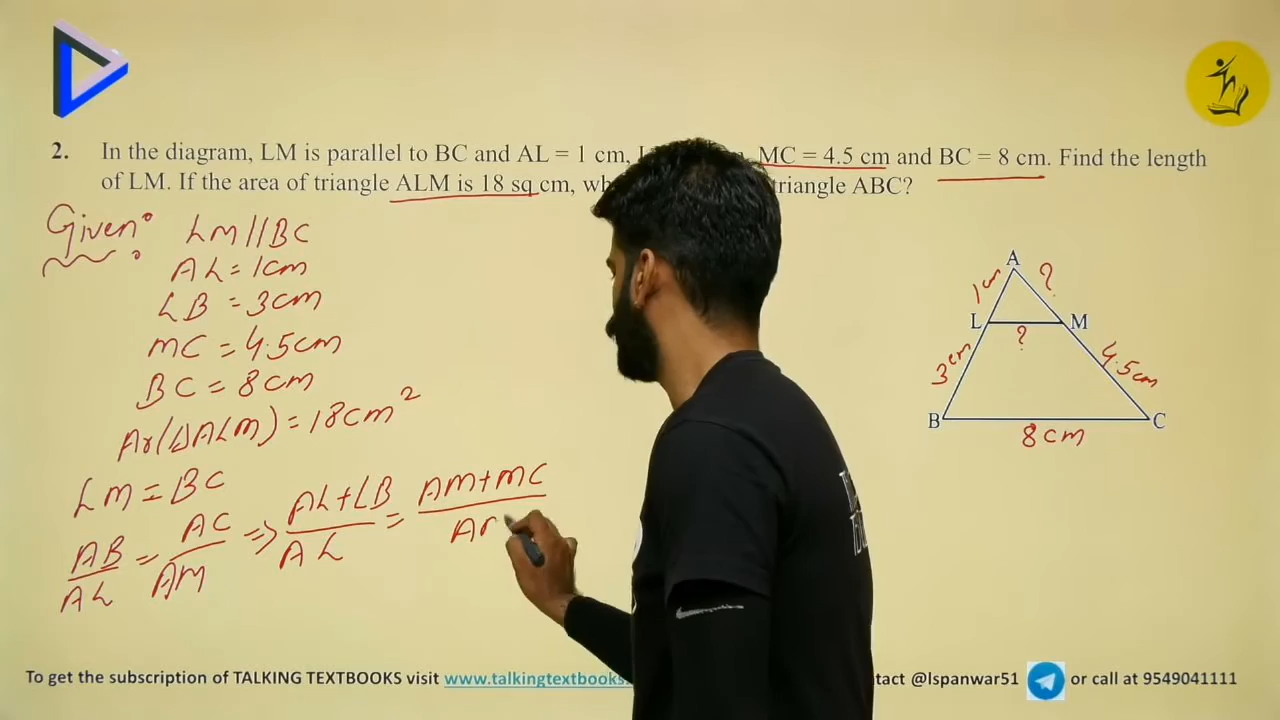 2. In the diagram, LM is parallel to BC and AL = 1 cm, MC = 4.5 cm and BC = 8 cm. Find the length
of LM. If the area of triangle ALM is 18 sq cm, triangle ABC?
Given: LM//BC
AL = 1cm
LB = 3cm
MC = 4.5cm
BC = 8cm
Ar(△ALM) = 18cm²
LM = BC
AB/AL = AC/AM => AL+LB/AL = AM+MC/AM
A
1cm ?
L M
?
3cm 4.5cm
B C
8cm
To get the subscription of TALKING TEXTBOOKS visit www.talkingtextbooks. @lspanwar51 or call at 9549041111